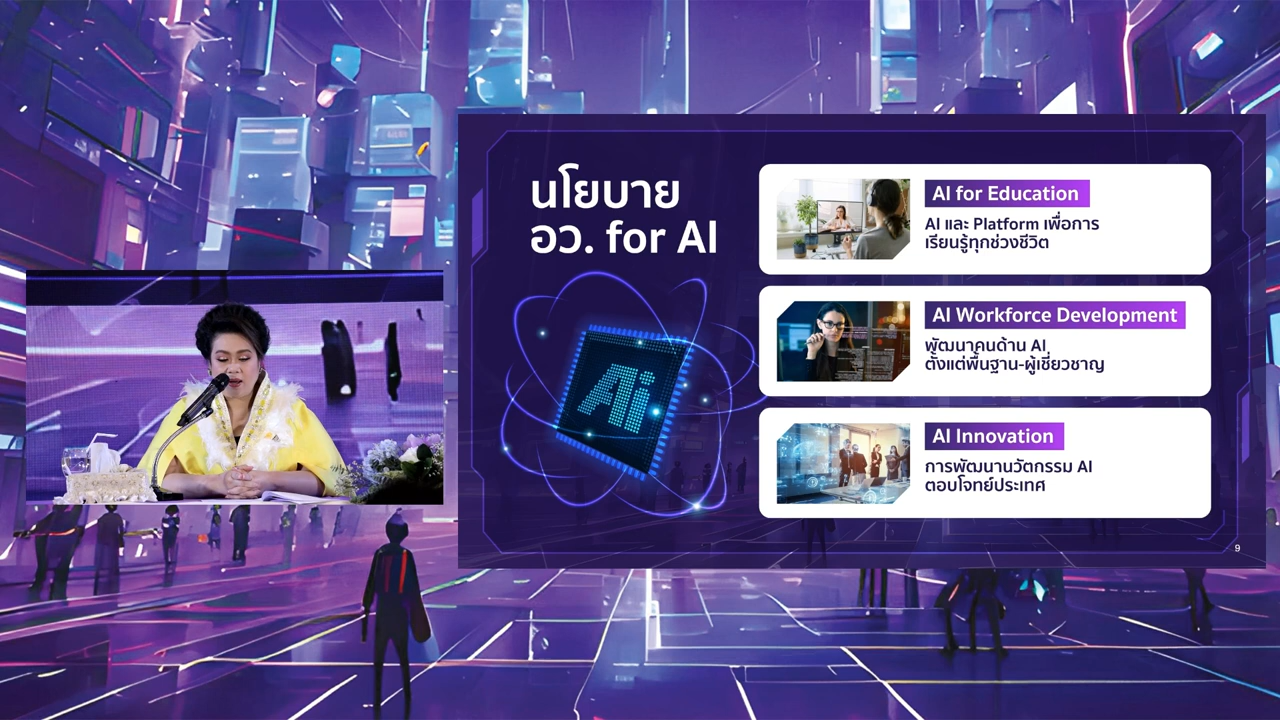 นโยบาย
อว. for AI
Ai
AI for Education
AI และ Platform เพื่อการ
เรียนรู้ทุกช่วงชีวิต
AI Workforce Development
พัฒนาคนด้าน AI
ตั้งแต่พื้นฐาน-ผู้เชี่ยวชาญ
AI Innovation
การพัฒนานวัตกรรม AI
ตอบโจทย์ประเทศ
9